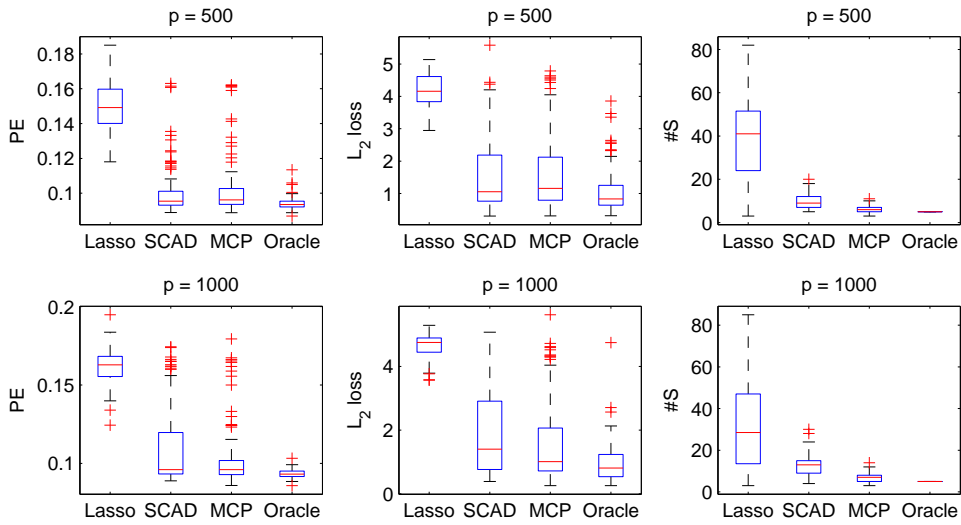 p = 500
PE
0.18
0.16
0.14
0.12
0.1
Lasso SCAD MCP Oracle
p = 500
L2 loss
5
4
3
2
1
Lasso SCAD MCP Oracle
p = 500
#S
80
60
40
20
0
Lasso SCAD MCP Oracle
p = 1000
PE
0.2
0.15
0.1
Lasso SCAD MCP Oracle
p = 1000
L2 loss
4
2
0
Lasso SCAD MCP Oracle
p = 1000
#S
80
60
40
20
0
Lasso SCAD MCP Oracle